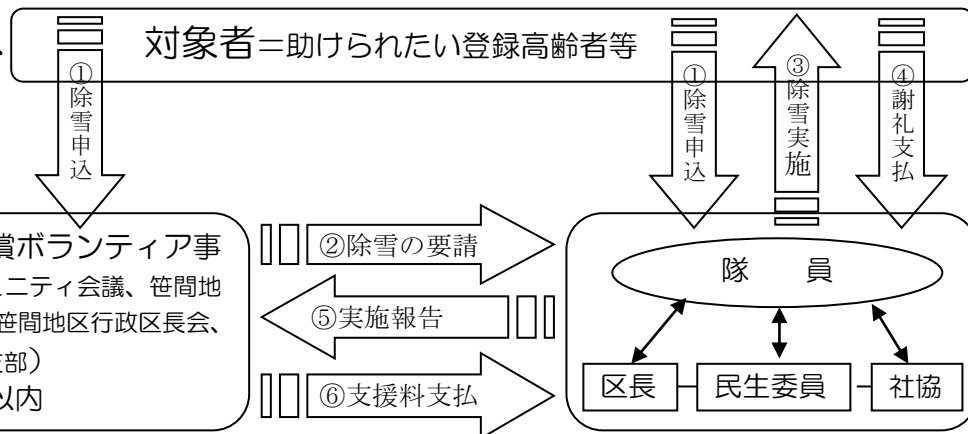 対象者＝助けられたい登録高齢者等
①除雪申込
①除雪申込
③除雪実施
④謝礼支払
償ボランティア事
ュニティ会議、笹間地
笹間地区行政区長会、
支部）
以内
②除雪の要請
⑤実施報告
⑥支援料支払
隊　員
区長
民生委員
社協